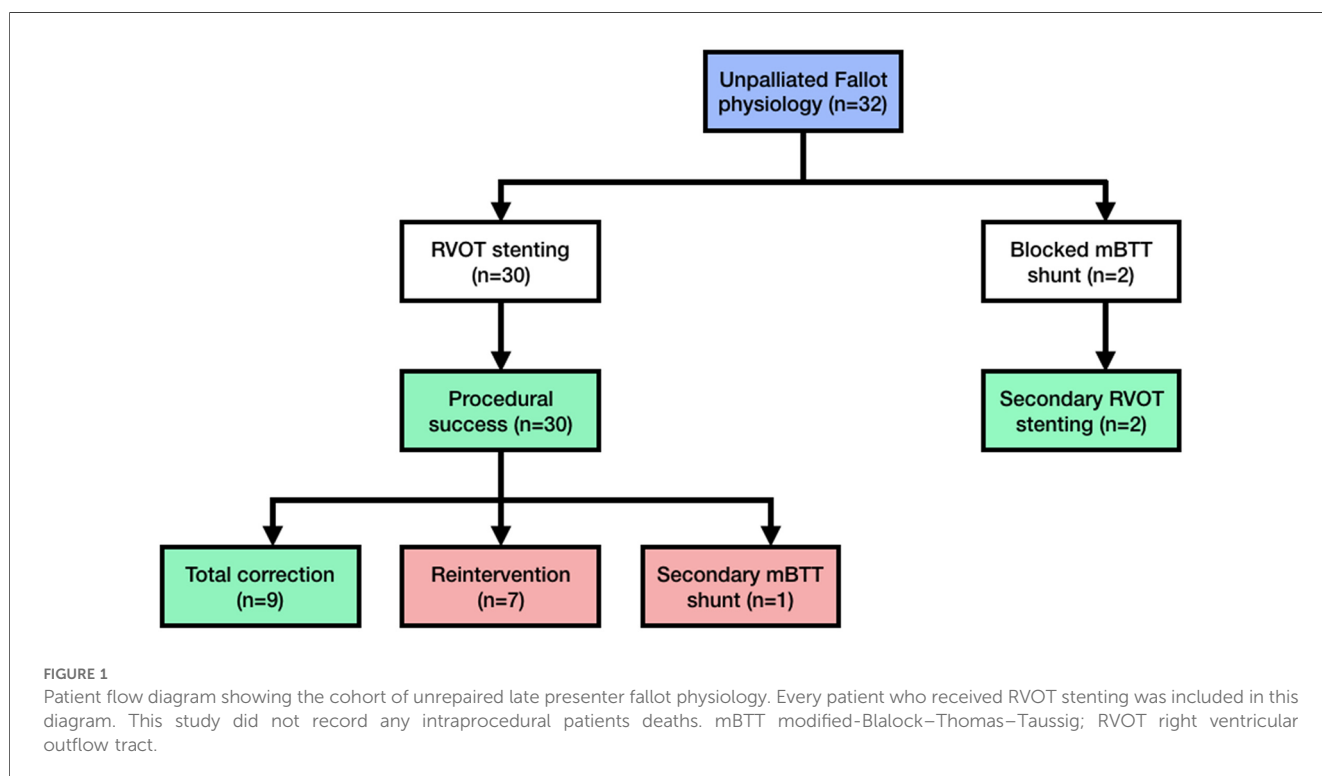 Unpalliated Fallot
physiology (n=32)
RVOT stenting
(n=30)
Blocked mBTT
shunt (n=2)
Procedural
success (n=30)
Secondary RVOT
stenting (n=2)
Total correction
(n=9)
Reintervention
(n=7)
Secondary mBTT
shunt (n=1)
FIGURE 1
Patient flow diagram showing the cohort of unrepaired late presenter fallot physiology. Every patient who received RVOT stenting was included in this
diagram. This study did not record any intraprocedural patients deaths. mBTT modified-Blalock–Thomas–Taussig; RVOT right ventricular
outflow tract.